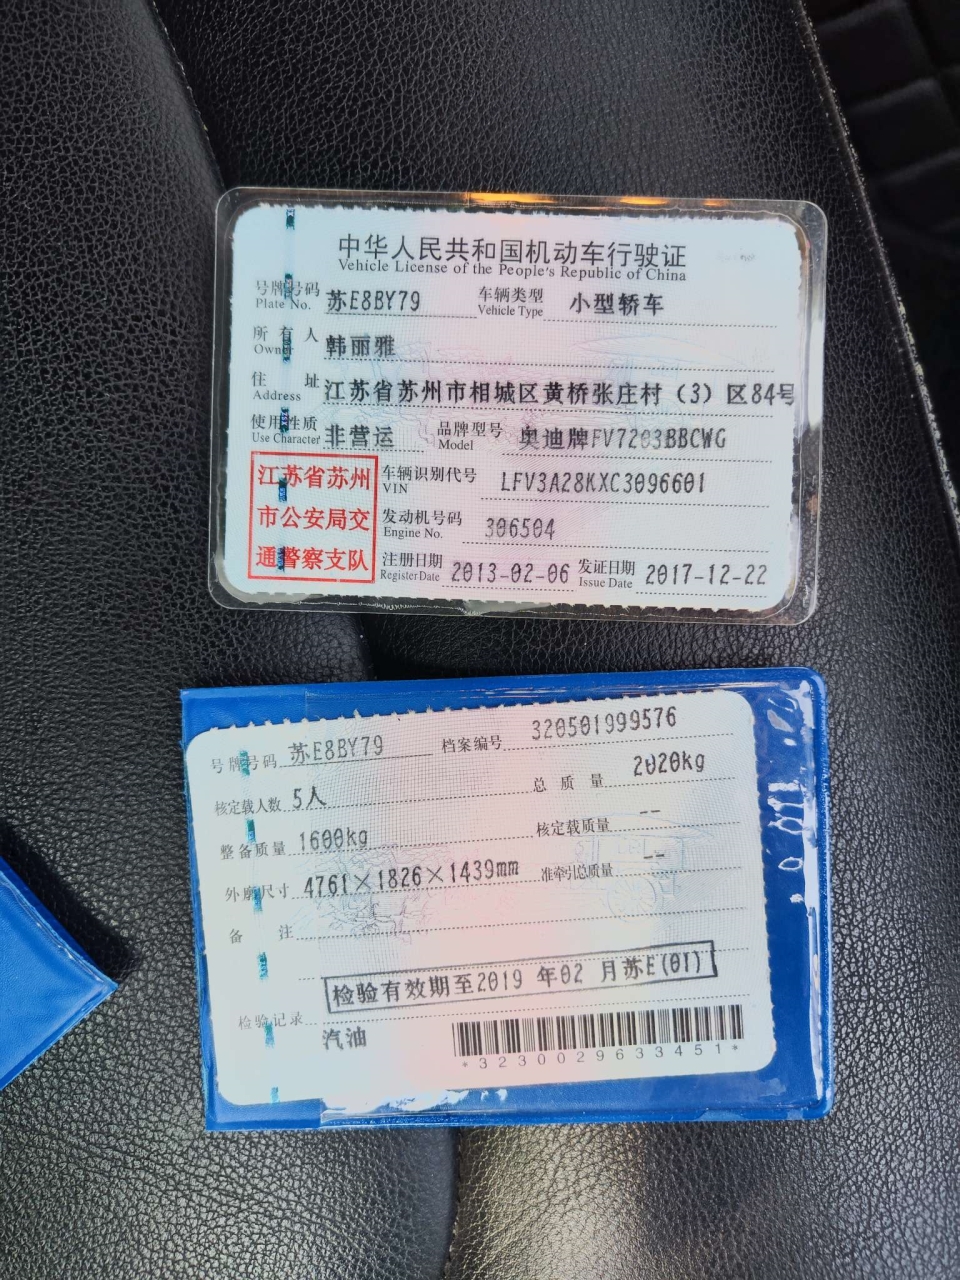 中华人民共和国机动车行驶证
Vehicle License of the People's Republic of China
号牌号码 苏E8BY79 车辆类型 小型轿车
Plate No. Vehicle Type
所有人 韩丽雅
Owner
住址 江苏省苏州市相城区黄桥张庄村（3）区84号
Address
使用性质 非营运 品牌型号 奥迪牌FV7203BBCWG
Use Character Model
江苏省苏州
市公安局交
通警察支队
车辆识别代号 LFV3A28KXC3096601
VIN
发动机号码 306504
Engine No.
注册日期 2013-02-06 发证日期 2017-12-22
Register Date Issue Date
号牌号码 苏E8BY79 档案编号 320501999576
核定载人数 5人 总质量 2020kg
整备质量 1600kg 核定载质量 --
外廓尺寸 4761×1826×1439mm 准牵引总质量 --
备注
检验有效期至2019 年02 月苏E(01)
检验记录
汽油
*3230029633451*